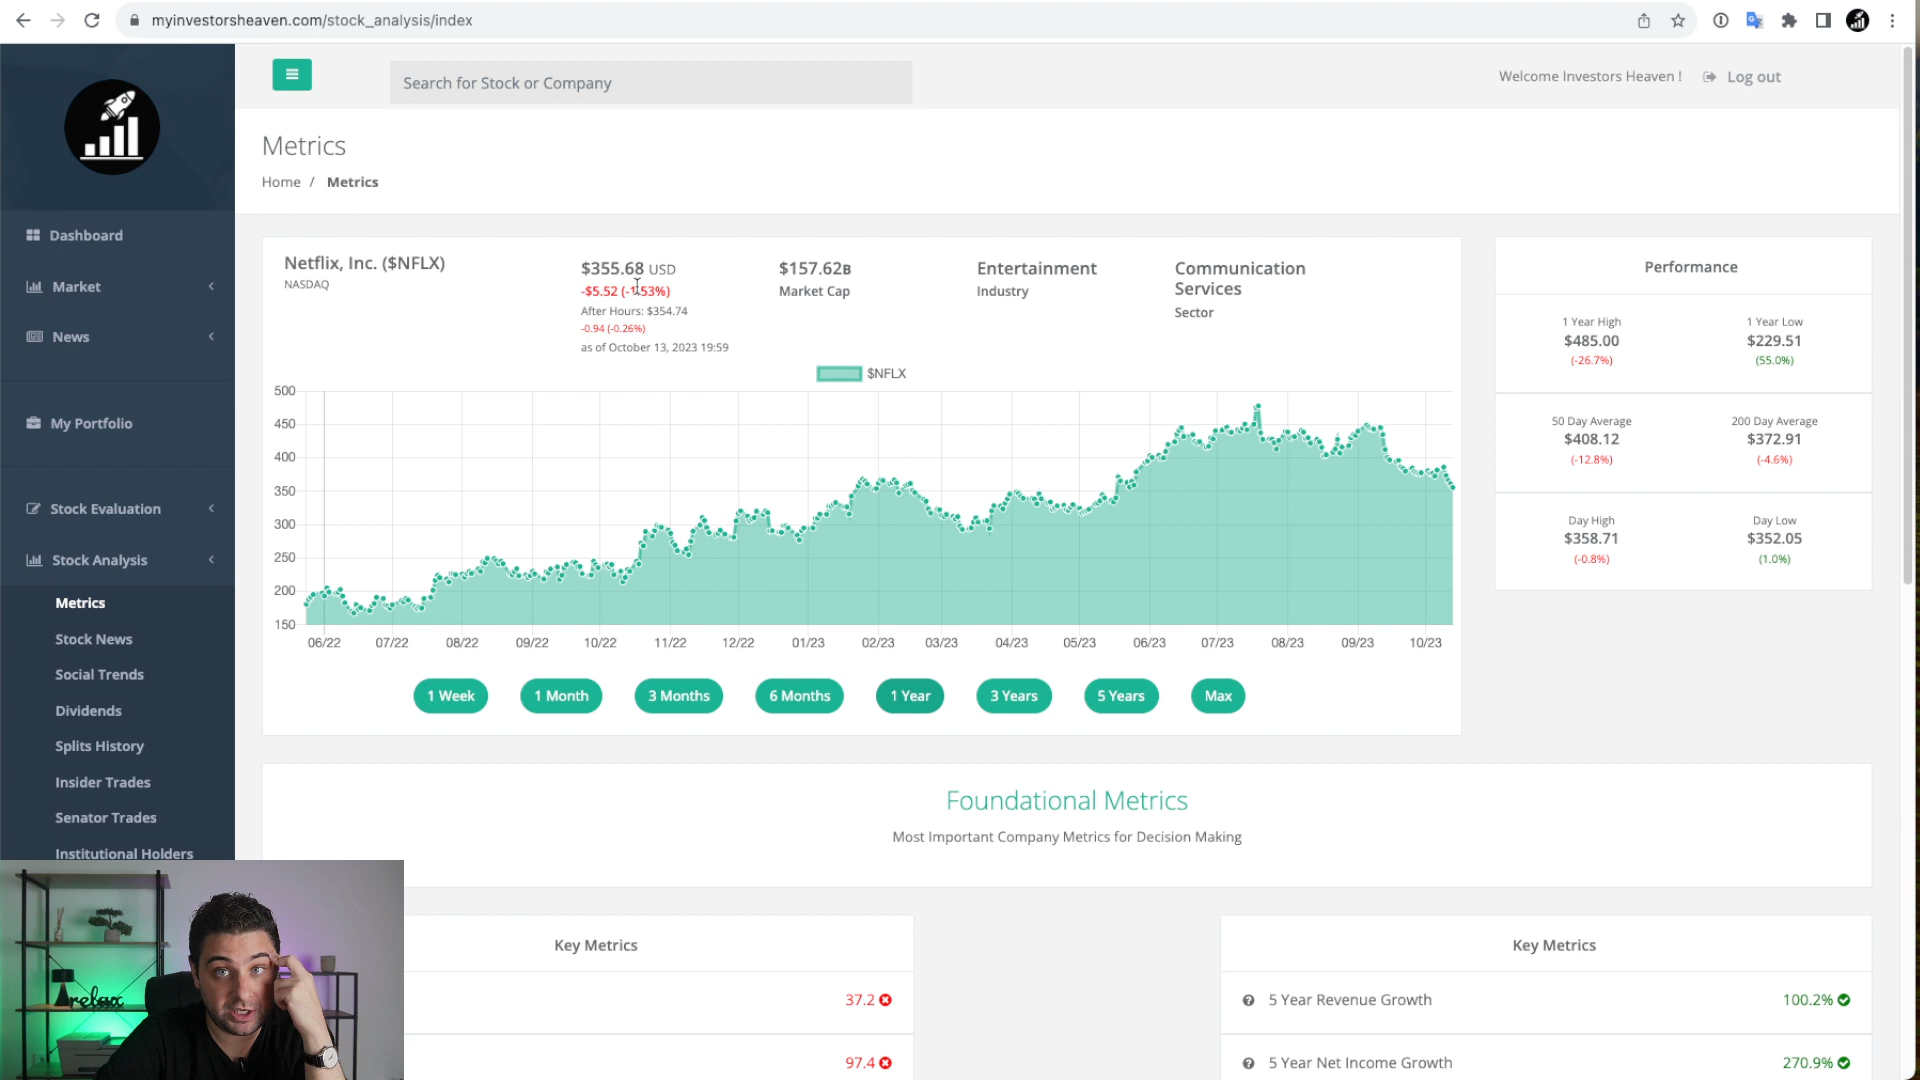 myinvestorsheaven.com/stock_analysis/index
Search for Stock or Company
Welcome Investors Heaven !
Log out
Metrics
Home / Metrics
Dashboard
Market
News
My Portfolio
Stock Evaluation
Stock Analysis
Metrics
Stock News
Social Trends
Dividends
Splits History
Insider Trades
Senator Trades
Institutional Holders
Netflix, Inc. ($NFLX)
NASDAQ
$355.68 USD
-$5.52 (-1.53%)
After Hours: $354.74
-0.94 (-0.26%)
as of October 13, 2023 19:59
$157.62B
Market Cap
Entertainment
Industry
Communication
Services
Sector
$NFLX
500
450
400
350
300
250
200
150
06/22 07/22 08/22 09/22 10/22 11/22 12/22 01/23 02/23 03/23 04/23 05/23 06/23 07/23 08/23 09/23 10/23
1 Week 1 Month 3 Months 6 Months 1 Year 3 Years 5 Years Max
Performance
1 Year High 1 Year Low
$485.00 $229.51
(-26.7%) (55.0%)
50 Day Average 200 Day Average
$408.12 $372.91
(-12.8%) (-4.6%)
Day High Day Low
$358.71 $352.05
(-0.8%) (1.0%)
Foundational Metrics
Most Important Company Metrics for Decision Making
Key Metrics
37.2
97.4
Key Metrics
5 Year Revenue Growth 100.2%
5 Year Net Income Growth 270.9%
relax